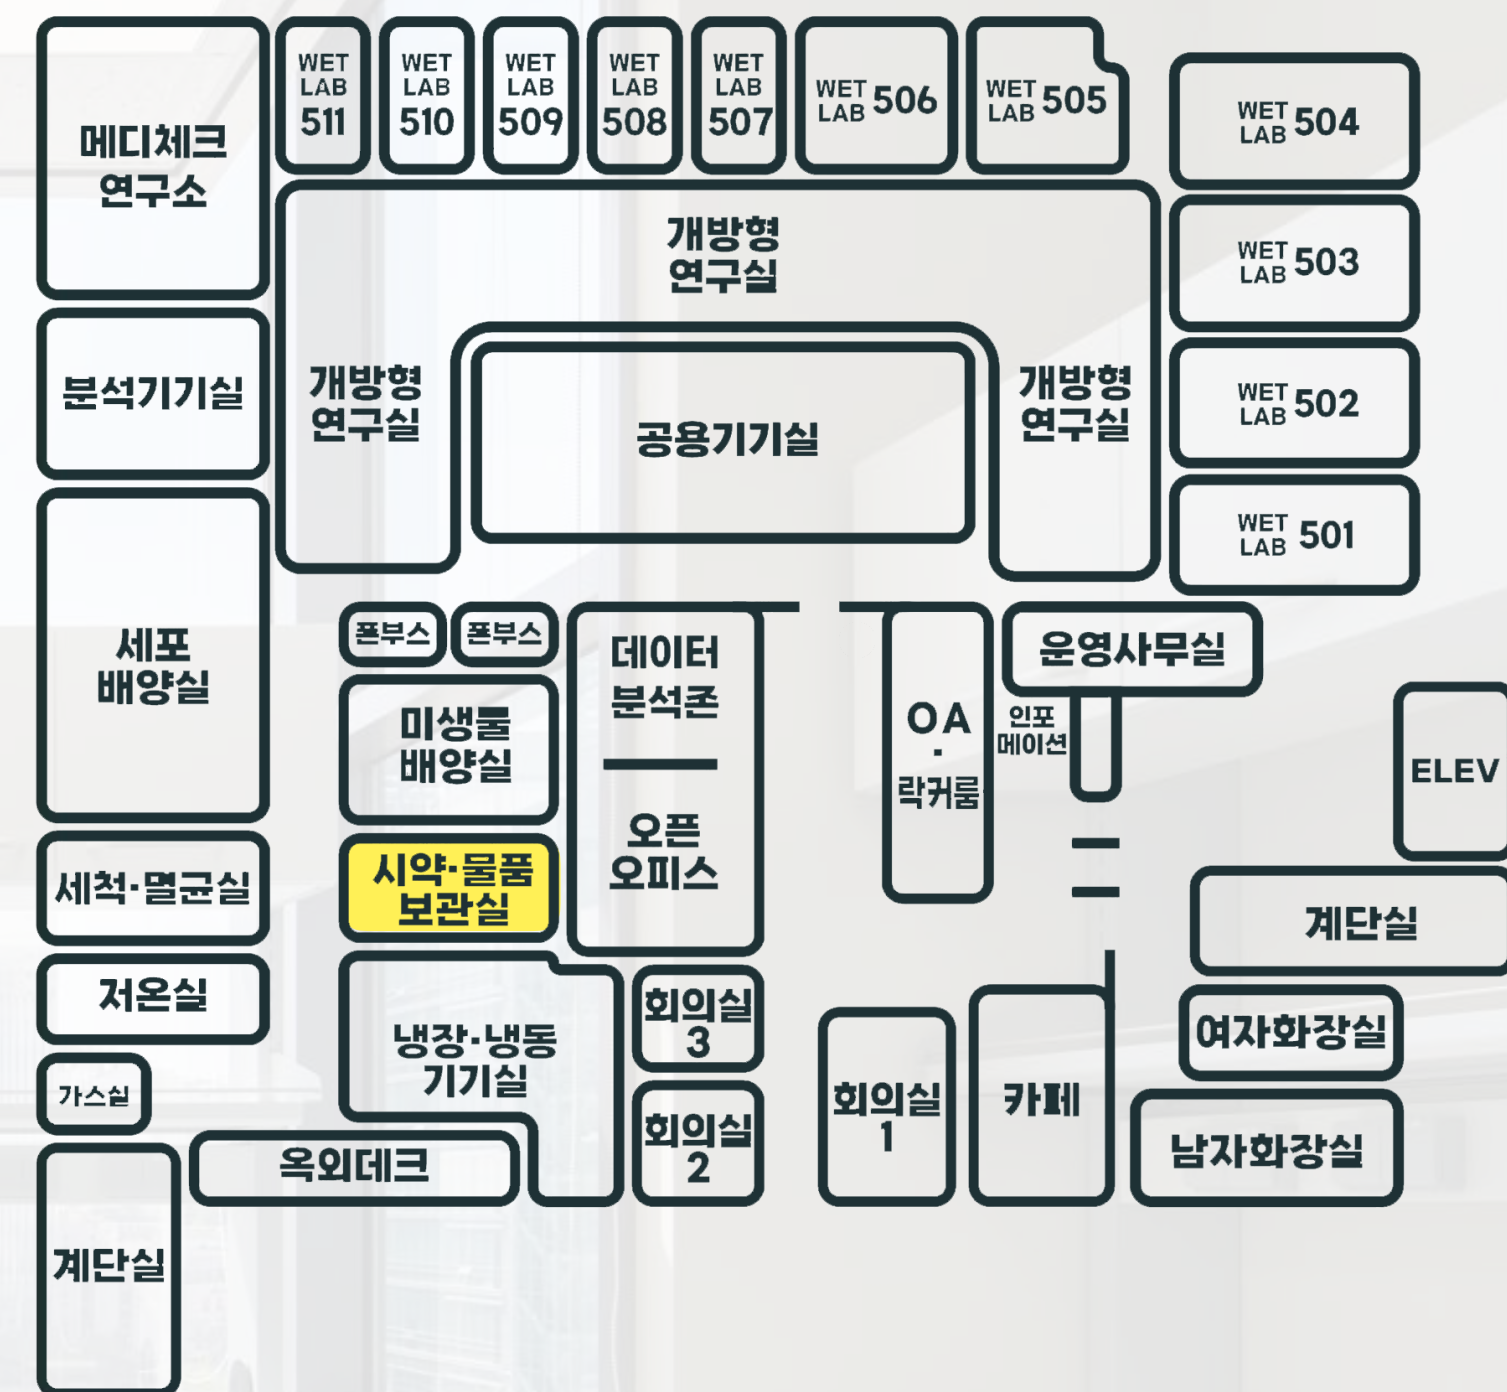 메디체크
연구소
WET
LAB
511
WET
LAB
510
WET
LAB
509
WET
LAB
508
WET
LAB
507
WET
LAB 506
WET
LAB 505
WET
LAB 504
WET
LAB 503
WET
LAB 502
WET
LAB 501
개방형
연구실
개방형
연구실
개방형
연구실
공용기기실
분석기기실
세포
배양실
세척·멸균실
저온실
가스실
계단실
폰부스
폰부스
미생물
배양실
시약·물품
보관실
냉장·냉동
기기실
옥외데크
데이터
분석존
오픈
오피스
회의실
3
회의실
2
OA
·
락커룸
운영사무실
인포
메이션
ELEV
계단실
여자화장실
남자화장실
회의실
1
카페